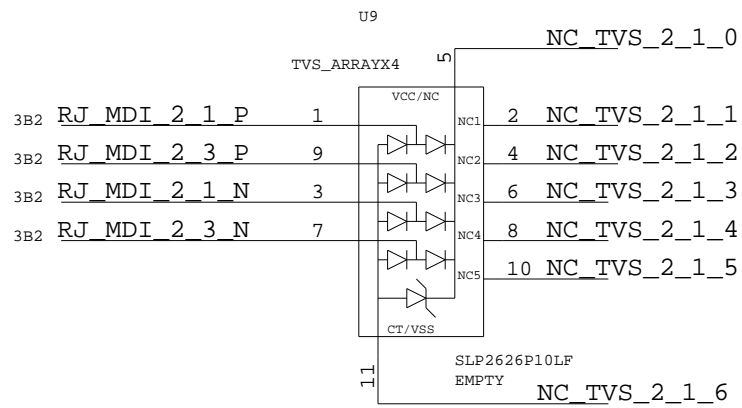 U9
NC_TVS_2_1_0
5
TVS_ARRAYX4
VCC/NC
3B2 RJ_MDI_2_1_P 1 NC1 2 NC_TVS_2_1_1
3B2 RJ_MDI_2_3_P 9 NC2 4 NC_TVS_2_1_2
3B2 RJ_MDI_2_1_N 3 NC3 6 NC_TVS_2_1_3
3B2 RJ_MDI_2_3_N 7 NC4 8 NC_TVS_2_1_4
NC5 10 NC_TVS_2_1_5
CT/VSS
11
SLP2626P10LF
EMPTY
NC_TVS_2_1_6